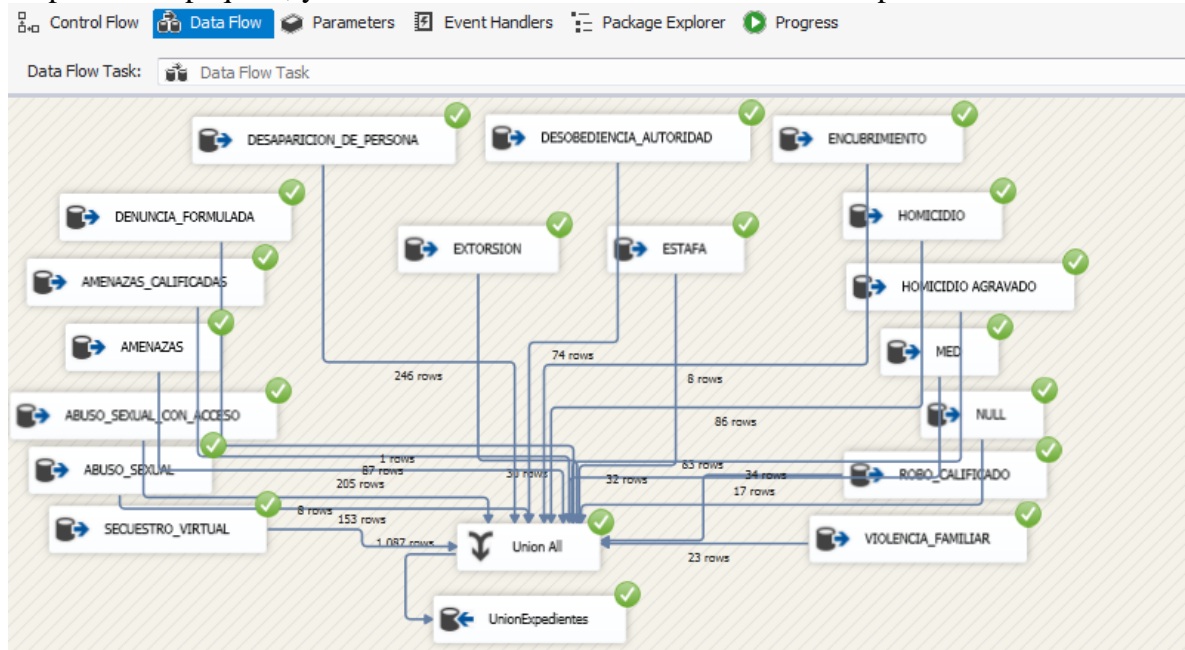 Control Flow Data Flow Parameters Event Handlers Package Explorer Progress
Data Flow Task: Data Flow Task
DESAPARICION_DE_PERSONA
DESOBEDIENCIA_AUTORIDAD
ENCUBRIMIENTO
DENUNCIA_FORMULADA
HOMICIDIO
EXTORSION
ESTAFA
AMENAZAS_CALIFICADAS
HOMICIDIO AGRAVADO
AMENAZAS
MED
74 rows
246 rows
8 rows
ABUSO_SEXUAL_CON_ACCESO
NULL
86 rows
1 rows
87 rows
205 rows
ABUSO_SEXUAL
32 rows
63 rows
34 rows
17 rows
ROBO_CALIFICADO
8 rows
153 rows
SECUESTRO_VIRTUAL
1.087 rows
Union All
VIOLENCIA_FAMILIAR
23 rows
UnionExpedientes